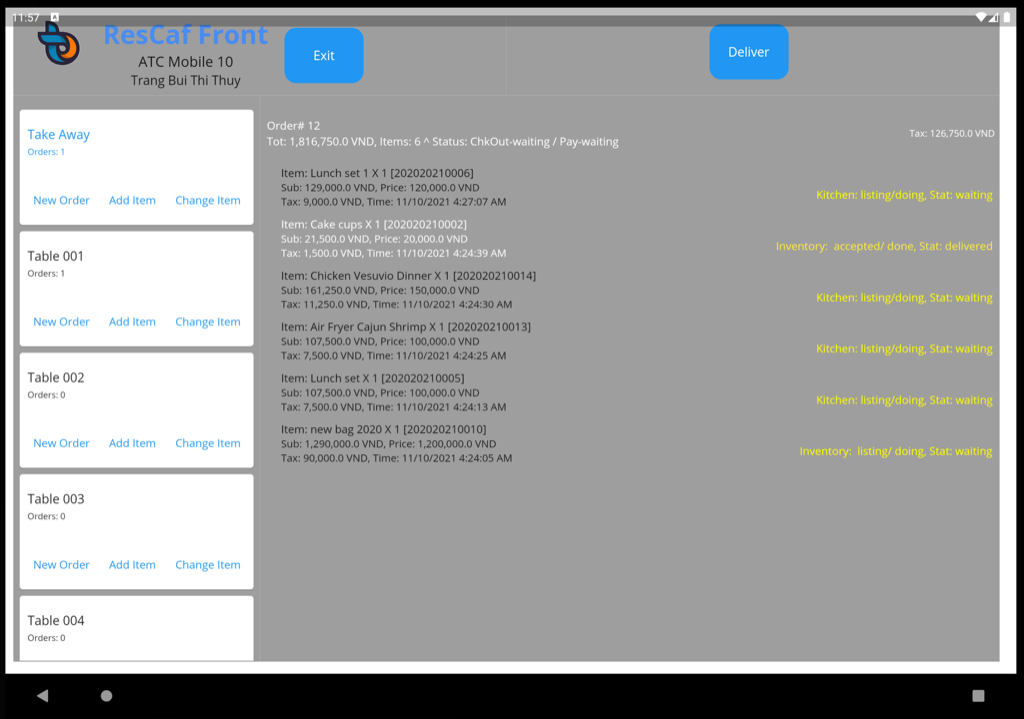 11:57
ResCaf Front
ATC Mobile 10
Trang Bui Thi Thuy
Exit
Deliver
Take Away
Orders: 1
New Order Add Item Change Item
Table 001
Orders: 1
New Order Add Item Change Item
Table 002
Orders: 0
New Order Add Item Change Item
Table 003
Orders: 0
New Order Add Item Change Item
Table 004
Orders: 0
Order# 12
Tot: 1,816,750.0 VND, Items: 6 ^ Status: ChkOut-waiting / Pay-waiting
Tax: 126,750.0 VND
Item: Lunch set 1 X 1 [202020210006]
Sub: 129,000.0 VND, Price: 120,000.0 VND
Tax: 9,000.0 VND, Time: 11/10/2021 4:27:07 AM
Kitchen: listing/doing, Stat: waiting
Item: Cake cups X 1 [202020210002]
Sub: 21,500.0 VND, Price: 20,000.0 VND
Tax: 1,500.0 VND, Time: 11/10/2021 4:24:39 AM
Inventory: accepted/ done, Stat: delivered
Item: Chicken Vesuvio Dinner X 1 [202020210014]
Sub: 161,250.0 VND, Price: 150,000.0 VND
Tax: 11,250.0 VND, Time: 11/10/2021 4:24:30 AM
Kitchen: listing/doing, Stat: waiting
Item: Air Fryer Cajun Shrimp X 1 [202020210013]
Sub: 107,500.0 VND, Price: 100,000.0 VND
Tax: 7,500.0 VND, Time: 11/10/2021 4:24:25 AM
Kitchen: listing/doing, Stat: waiting
Item: Lunch set X 1 [202020210005]
Sub: 107,500.0 VND, Price: 100,000.0 VND
Tax: 7,500.0 VND, Time: 11/10/2021 4:24:13 AM
Kitchen: listing/doing, Stat: waiting
Item: new bag 2020 X 1 [202020210010]
Sub: 1,290,000.0 VND, Price: 1,200,000.0 VND
Tax: 90,000.0 VND, Time: 11/10/2021 4:24:05 AM
Inventory: listing/ doing, Stat: waiting